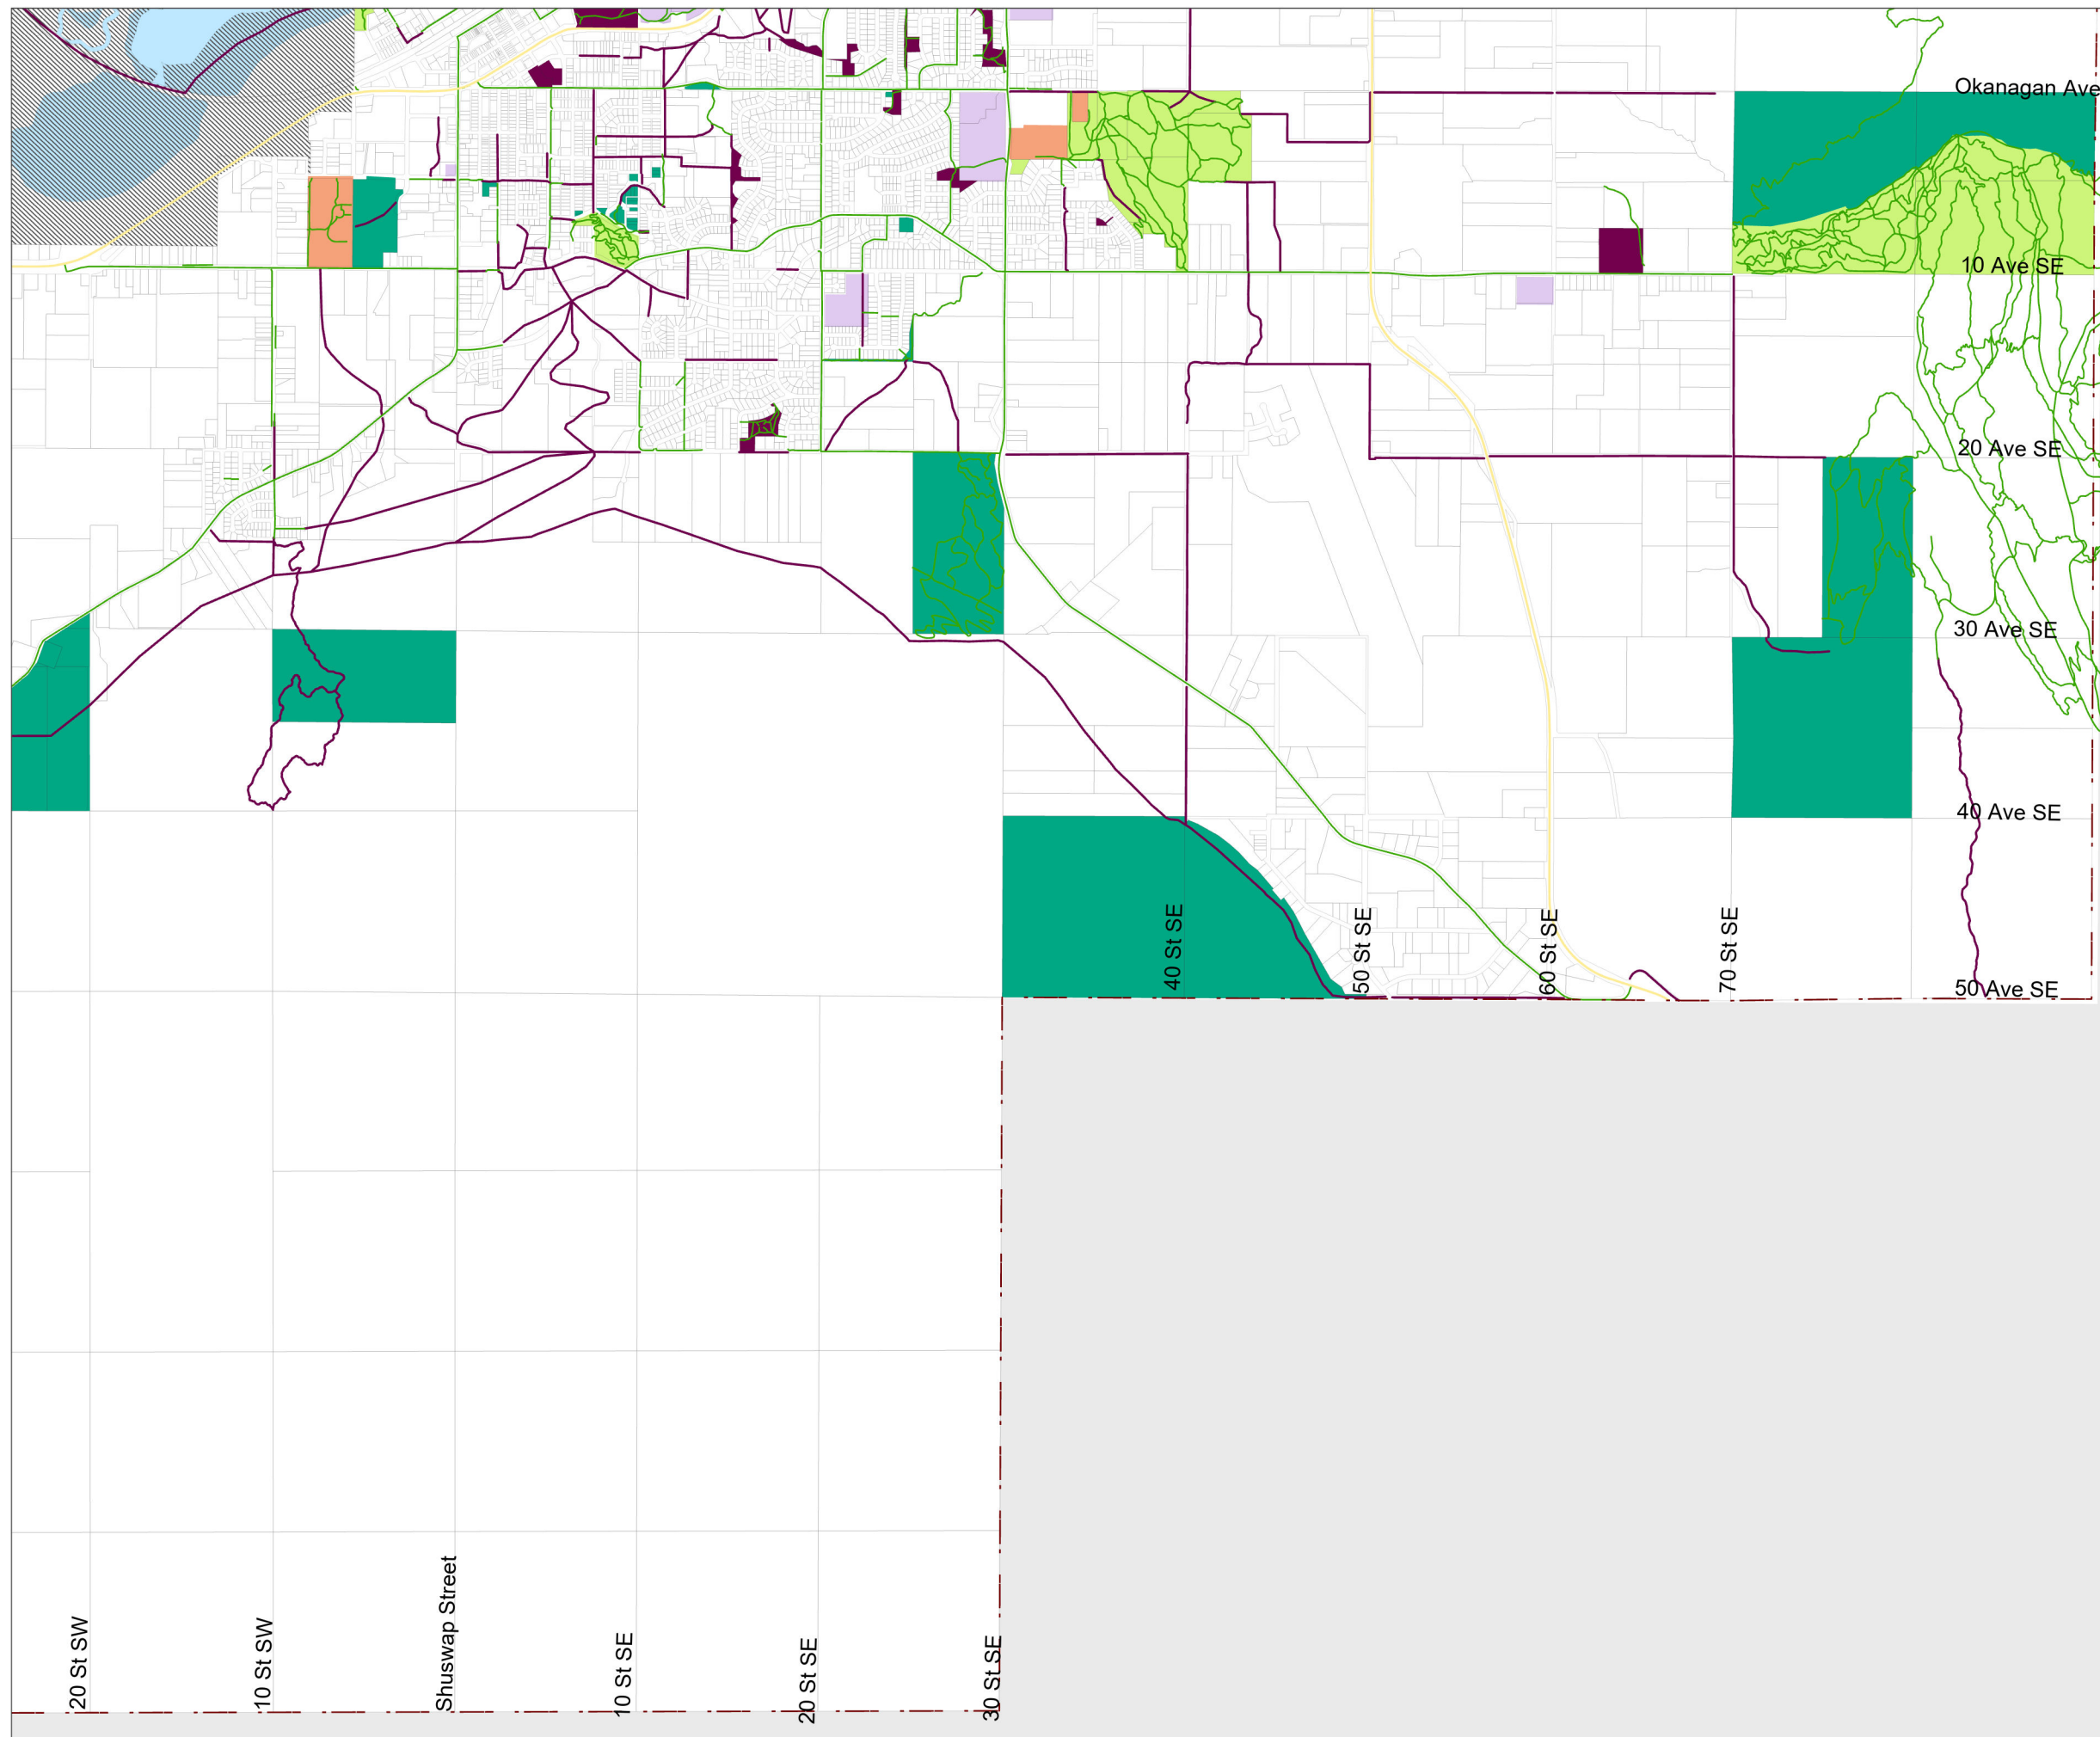 Okanagan Ave
10 Ave SE
20 Ave SE
30 Ave SE
40 Ave SE
40 St SE
50 St SE
60 St SE
70 St SE
50 Ave SE
20 St SW
10 St SW
Shuswap Street
10 St SE
20 St SE
30 St SE